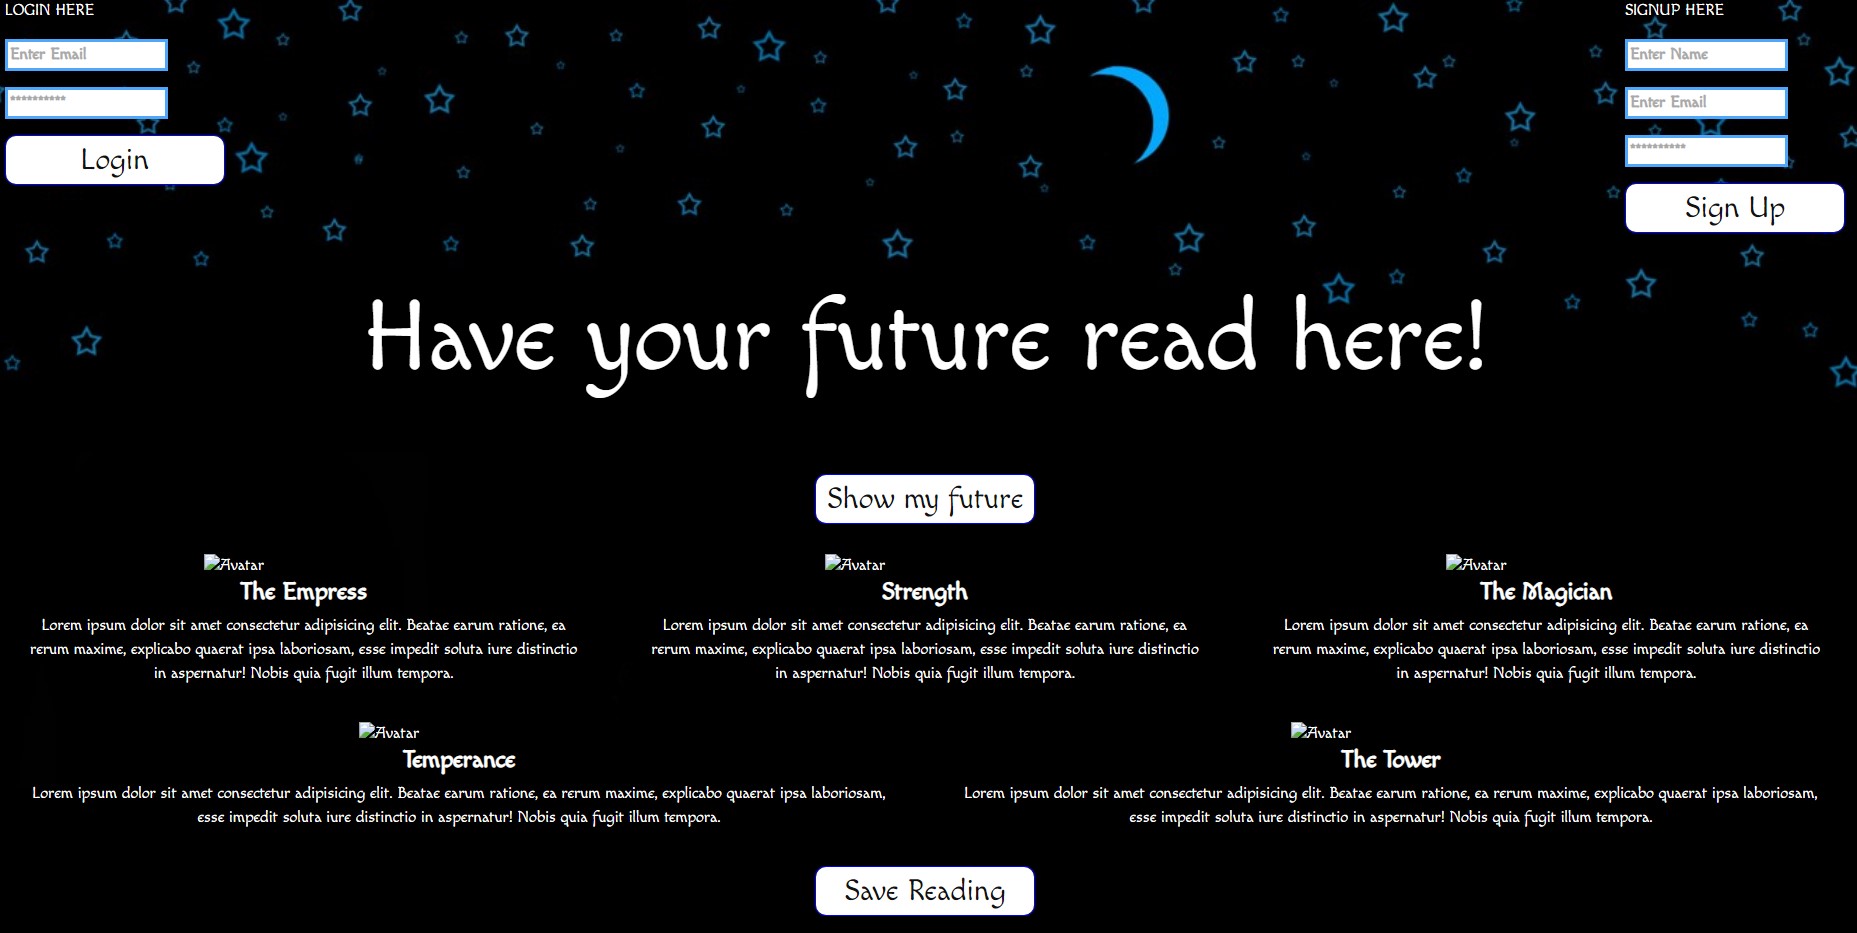 LOGIN HERE
Enter Email
**********
Login
SIGNUP HERE
Enter Name
Enter Email
**********
Sign Up
Have your future read here!
Show my future
Avatar
The Empress
Lorem ipsum dolor sit amet consectetur adipisicing elit. Beatae earum ratione, ea
rerum maxime, explicabo quaerat ipsa laboriosam, esse impedit soluta iure distinctio
in aspernatur! Nobis quia fugit illum tempora.
Avatar
Strength
Lorem ipsum dolor sit amet consectetur adipisicing elit. Beatae earum ratione, ea
rerum maxime, explicabo quaerat ipsa laboriosam, esse impedit soluta iure distinctio
in aspernatur! Nobis quia fugit illum tempora.
Avatar
The Magician
Lorem ipsum dolor sit amet consectetur adipisicing elit. Beatae earum ratione, ea
rerum maxime, explicabo quaerat ipsa laboriosam, esse impedit soluta iure distinctio
in aspernatur! Nobis quia fugit illum tempora.
Avatar
Temperance
Lorem ipsum dolor sit amet consectetur adipisicing elit. Beatae earum ratione, ea rerum maxime, explicabo quaerat ipsa laboriosam,
esse impedit soluta iure distinctio in aspernatur! Nobis quia fugit illum tempora.
Avatar
The Tower
Lorem ipsum dolor sit amet consectetur adipisicing elit. Beatae earum ratione, ea rerum maxime, explicabo quaerat ipsa laboriosam,
esse impedit soluta iure distinctio in aspernatur! Nobis quia fugit illum tempora.
Save Reading